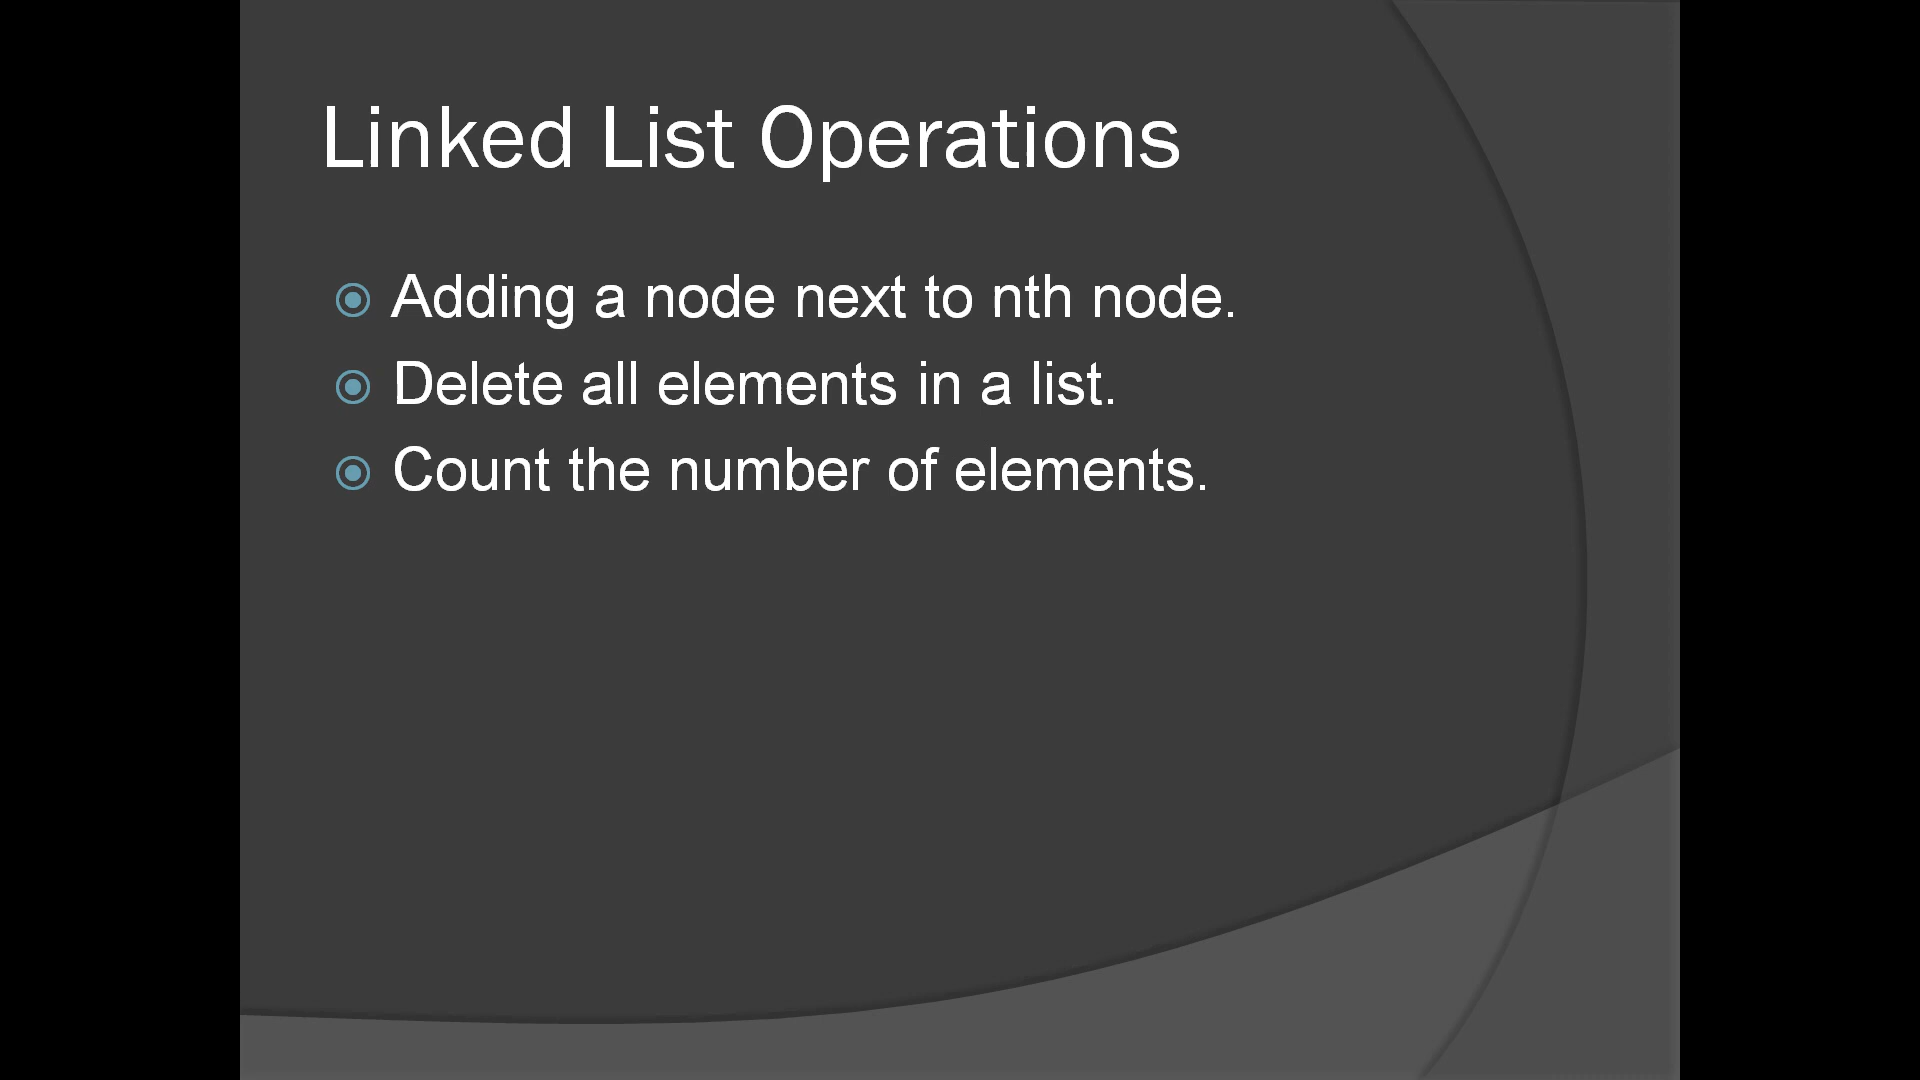 Linked List Operations
Adding a node next to nth node.
Delete all elements in a list.
Count the number of elements.